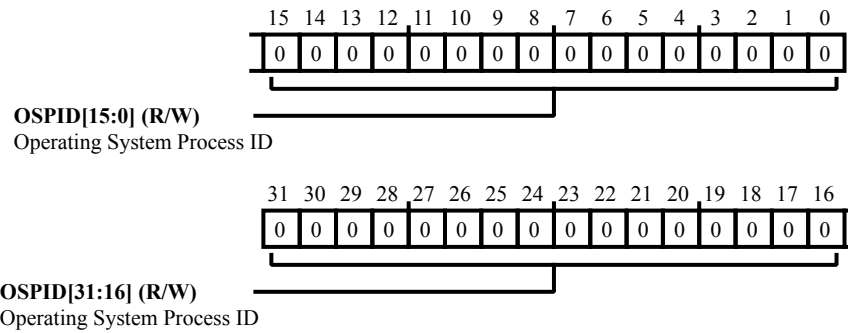 15 14 13 12 11 10 9 8 7 6 5 4 3 2 1 0
0 0 0 0 0 0 0 0 0 0 0 0 0 0 0 0
OSPID[15:0] (R/W)
Operating System Process ID
31 30 29 28 27 26 25 24 23 22 21 20 19 18 17 16
0 0 0 0 0 0 0 0 0 0 0 0 0 0 0 0
OSPID[31:16] (R/W)
Operating System Process ID